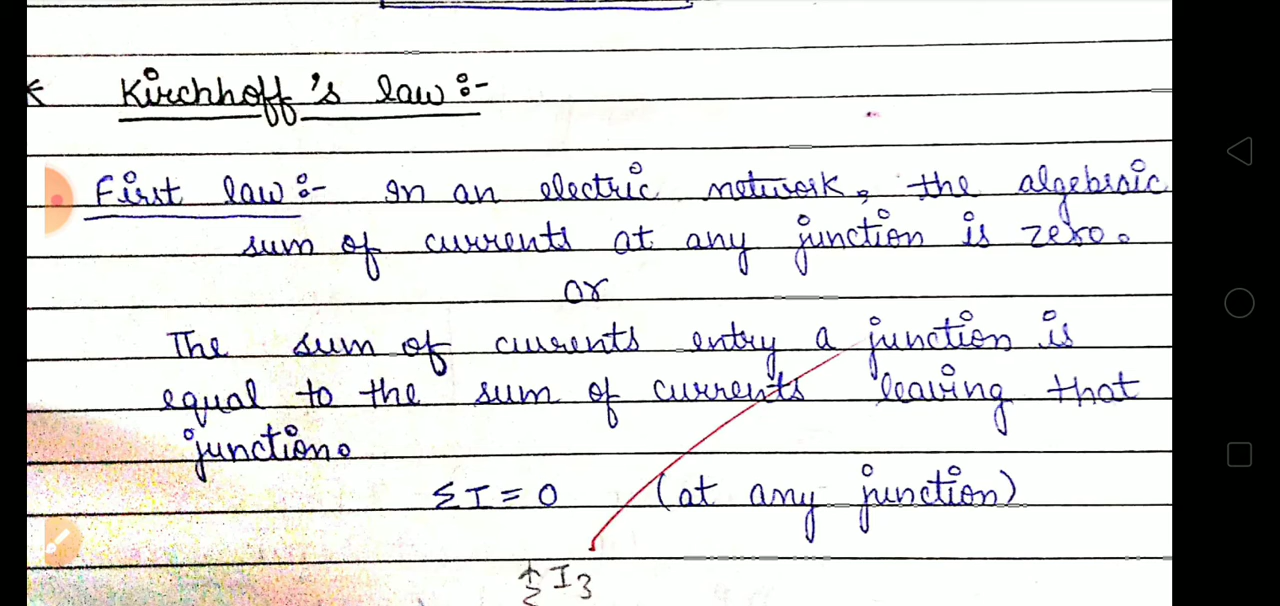 Kirchhoff's law :-
First law :- In an electric network, the algebraic
sum of currents at any junction is zero.
or
The sum of currents entry a junction is
equal to the sum of currents leaving that
junction.
ΣI = 0 (at any junction)
I3